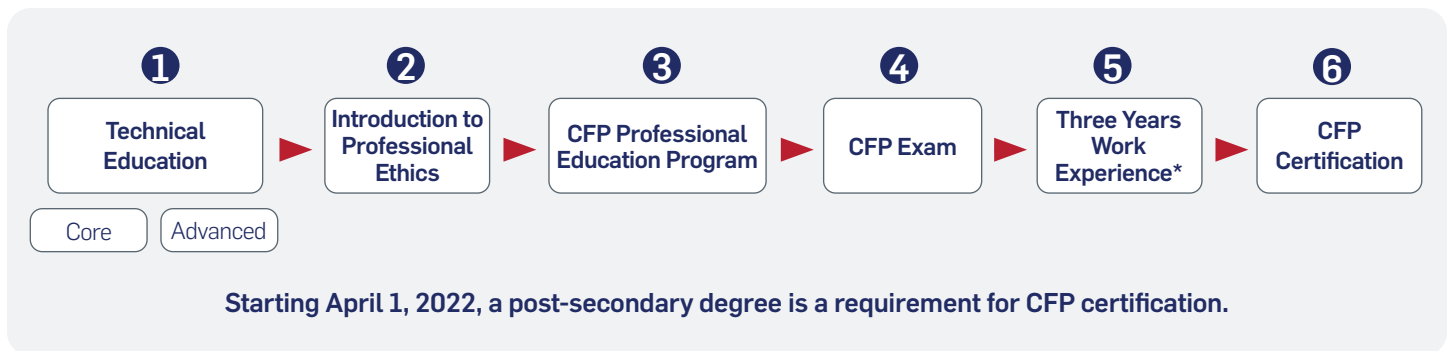 1
Technical
Education
Core
Advanced
2
Introduction to
Professional
Ethics
3
CFP Professional
Education Program
4
CFP Exam
5
Three Years
Work
Experience*
6
CFP
Certification
Starting April 1, 2022, a post-secondary degree is a requirement for CFP certification.